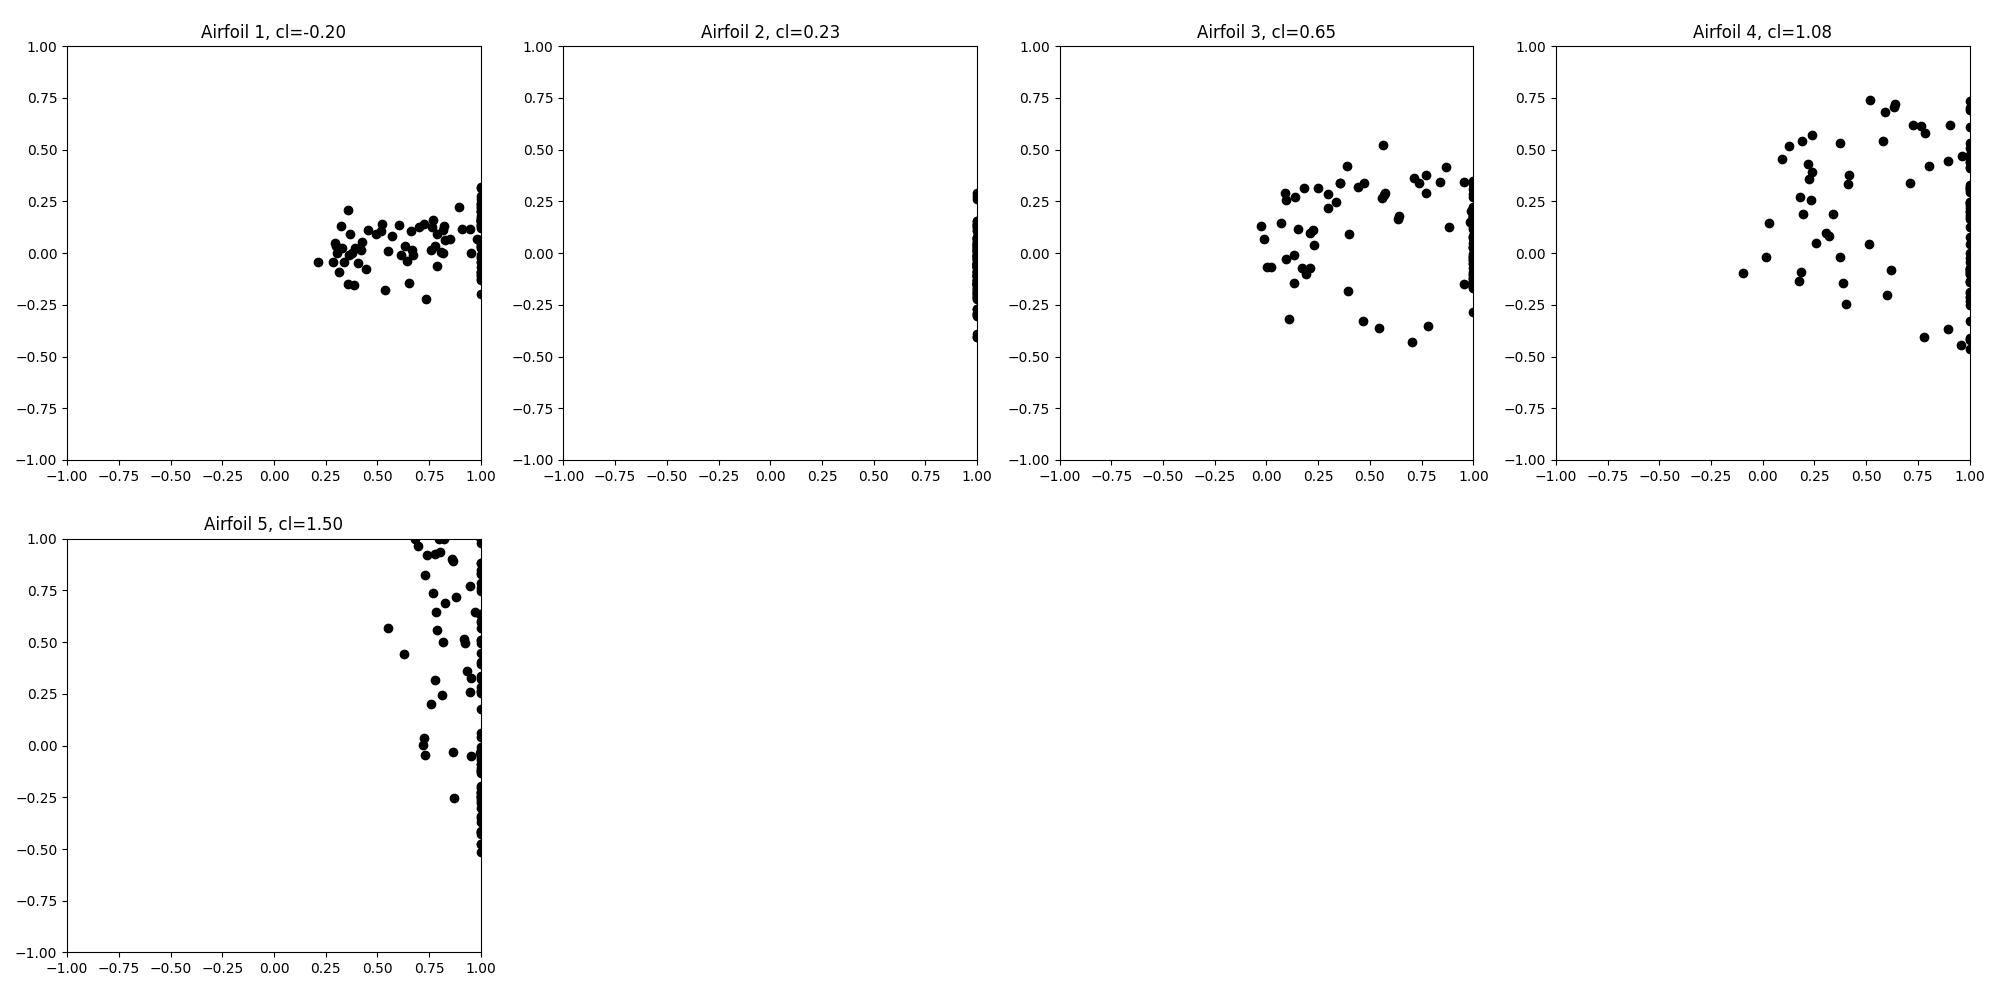 Airfoil 1, cl=-0.20
Airfoil 2, cl=0.23
Airfoil 3, cl=0.65
Airfoil 4, cl=1.08
1.00 1.00 1.00 1.00
0.75 0.75 0.75 0.75
0.50 0.50 0.50 0.50
0.25 0.25 0.25 0.25
0.00 0.00 0.00 0.00
−0.25 −0.25 −0.25 −0.25
−0.50 −0.50 −0.50 −0.50
−0.75 −0.75 −0.75 −0.75
−1.00 −1.00 −1.00 −1.00
−1.00 −0.75 −0.50 −0.25 0.00 0.25 0.50 0.75 1.00
−1.00 −0.75 −0.50 −0.25 0.00 0.25 0.50 0.75 1.00
−1.00 −0.75 −0.50 −0.25 0.00 0.25 0.50 0.75 1.00
−1.00 −0.75 −0.50 −0.25 0.00 0.25 0.50 0.75 1.00
Airfoil 5, cl=1.50
1.00
0.75
0.50
0.25
0.00
−0.25
−0.50
−0.75
−1.00
−1.00 −0.75 −0.50 −0.25 0.00 0.25 0.50 0.75 1.00